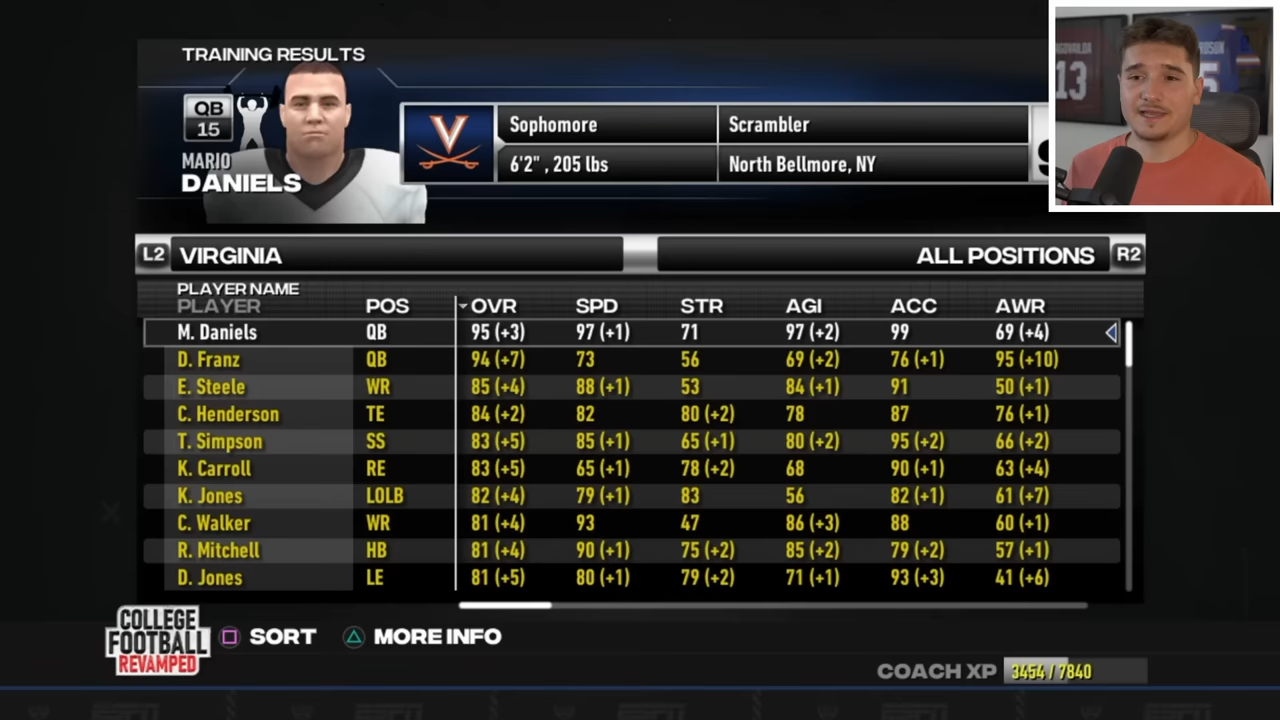 TRAINING RESULTS
QB
15
MARIO
DANIELS
Sophomore
Scrambler
6'2" , 205 lbs
North Bellmore, NY
13
L2 VIRGINIA
ALL POSITIONS R2
PLAYER NAME
PLAYER POS OVR SPD STR AGI ACC AWR
M. Daniels QB 95 (+3) 97 (+1) 71 97 (+2) 99 69 (+4)
D. Franz QB 94 (+7) 73 56 69 (+2) 76 (+1) 95 (+10)
E. Steele WR 85 (+4) 88 (+1) 53 84 (+1) 91 50 (+1)
C. Henderson TE 84 (+2) 82 80 (+2) 78 87 76 (+1)
T. Simpson SS 83 (+5) 85 (+1) 65 (+1) 80 (+2) 95 (+2) 66 (+2)
K. Carroll RE 83 (+5) 65 (+1) 78 (+2) 68 90 (+1) 63 (+4)
K. Jones LOLB 82 (+4) 79 (+1) 83 56 82 (+1) 61 (+7)
C. Walker WR 81 (+4) 93 47 86 (+3) 88 60 (+1)
R. Mitchell HB 81 (+4) 90 (+1) 75 (+2) 85 (+2) 79 (+2) 57 (+1)
D. Jones LE 81 (+5) 80 (+1) 79 (+2) 71 (+1) 93 (+3) 41 (+6)
COLLEGE
FOOTBALL
REVAMPED
SORT
MORE INFO
COACH XP 3454 / 7840